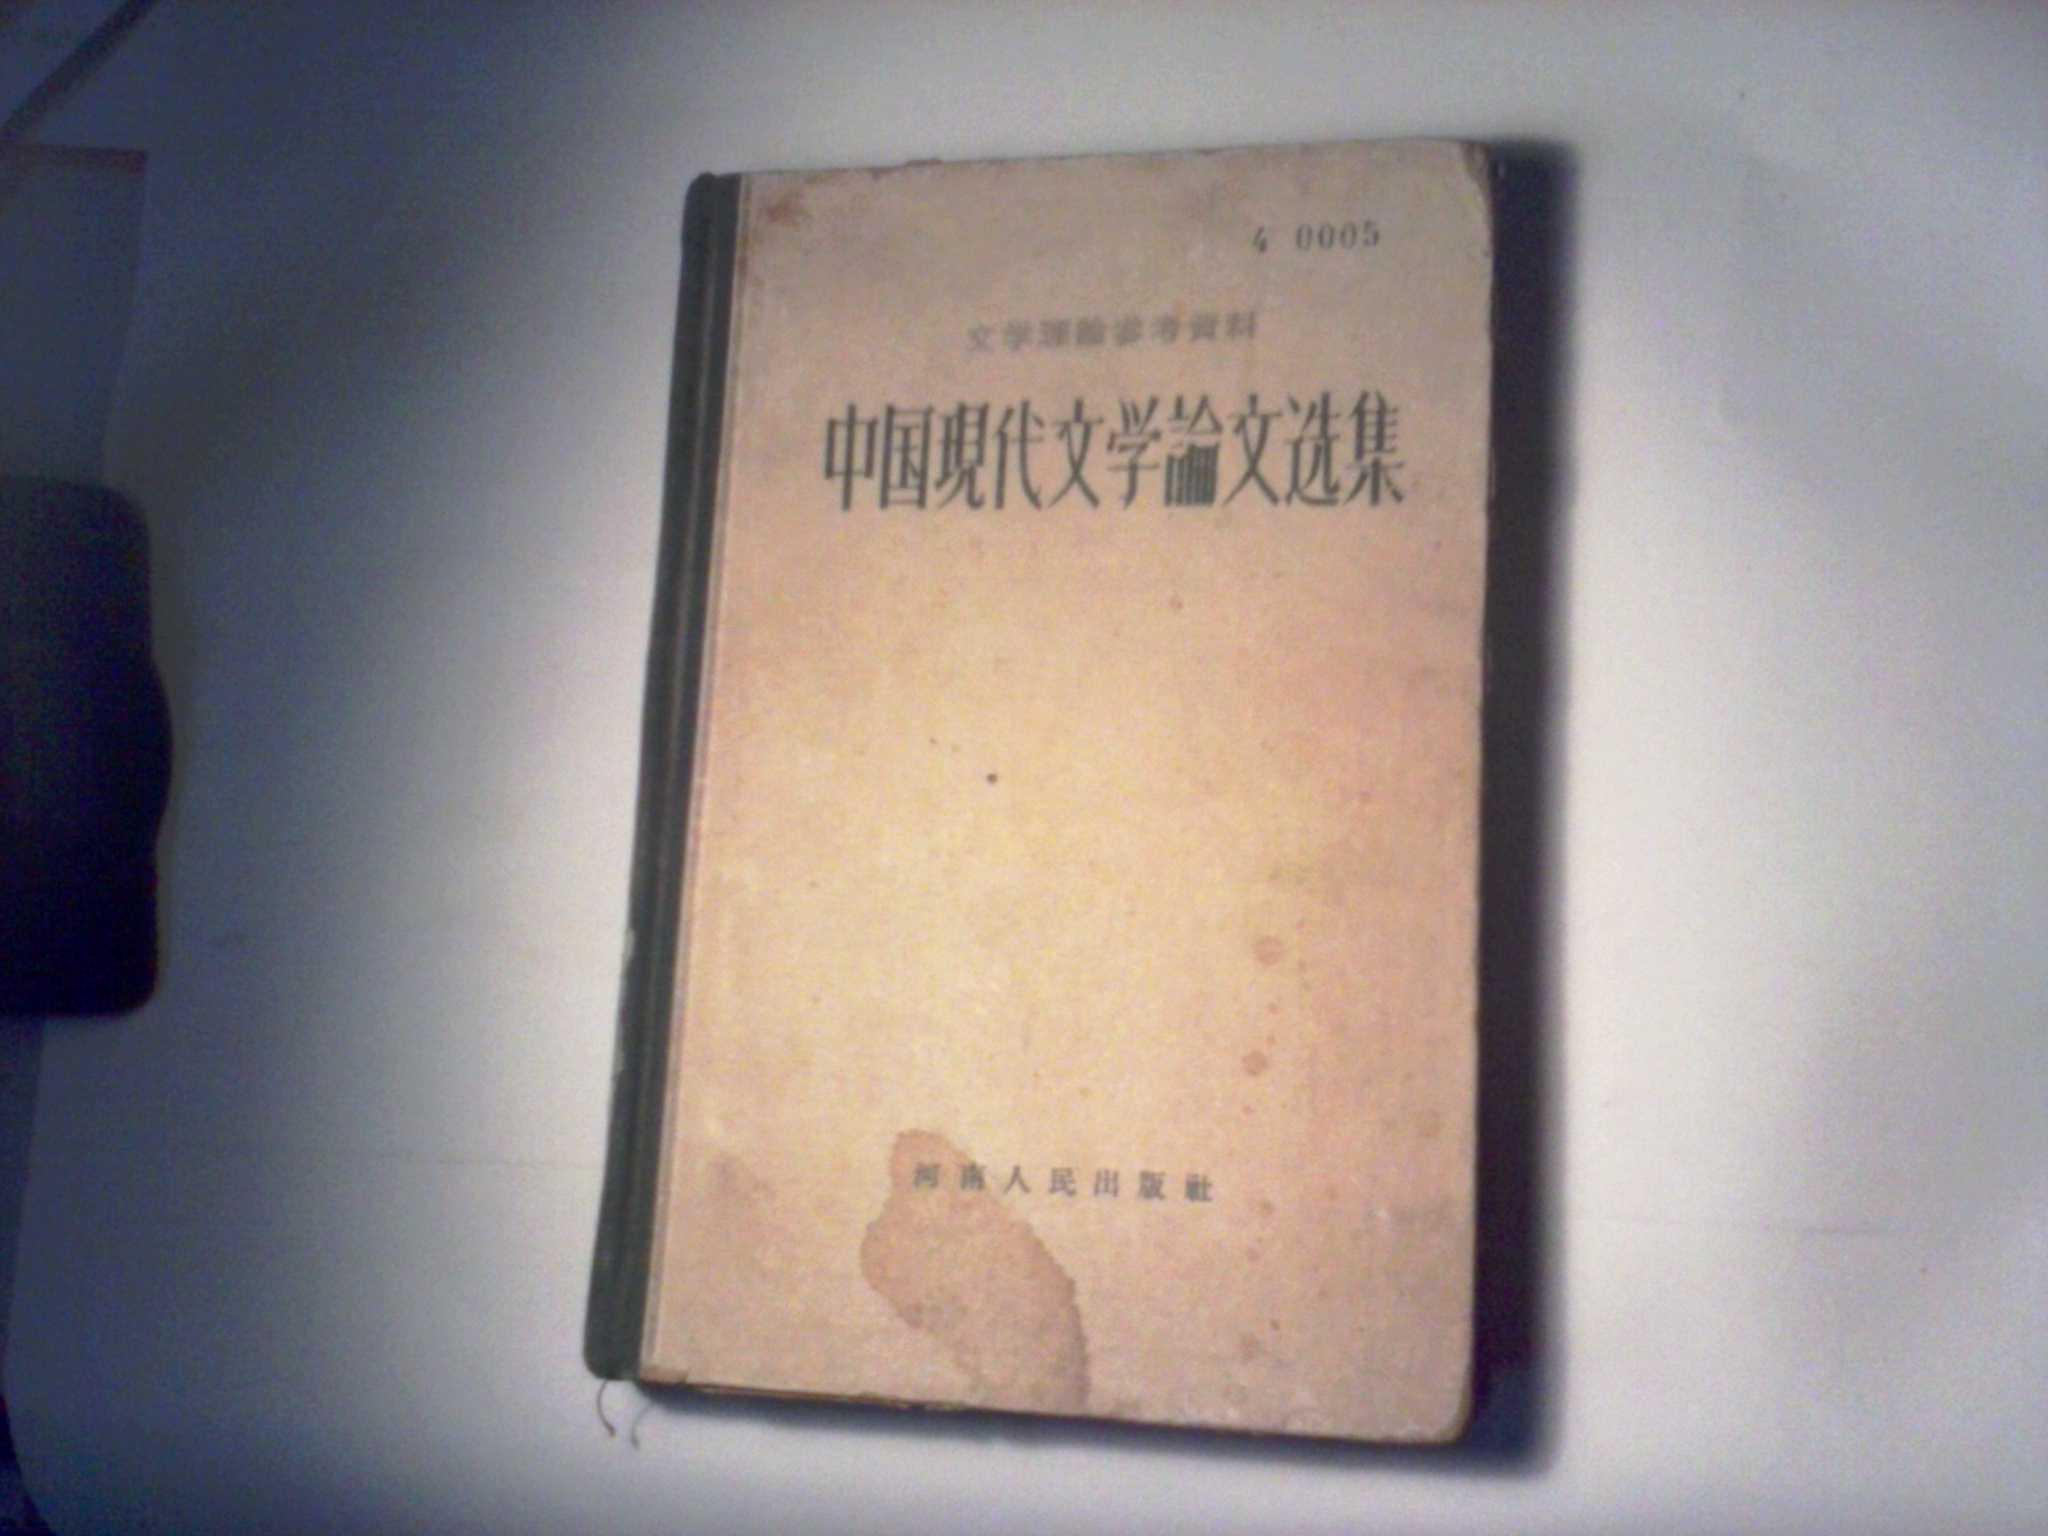 4 0005
文学理論参考資料
中国現代文学論文选集
河南人民出版社